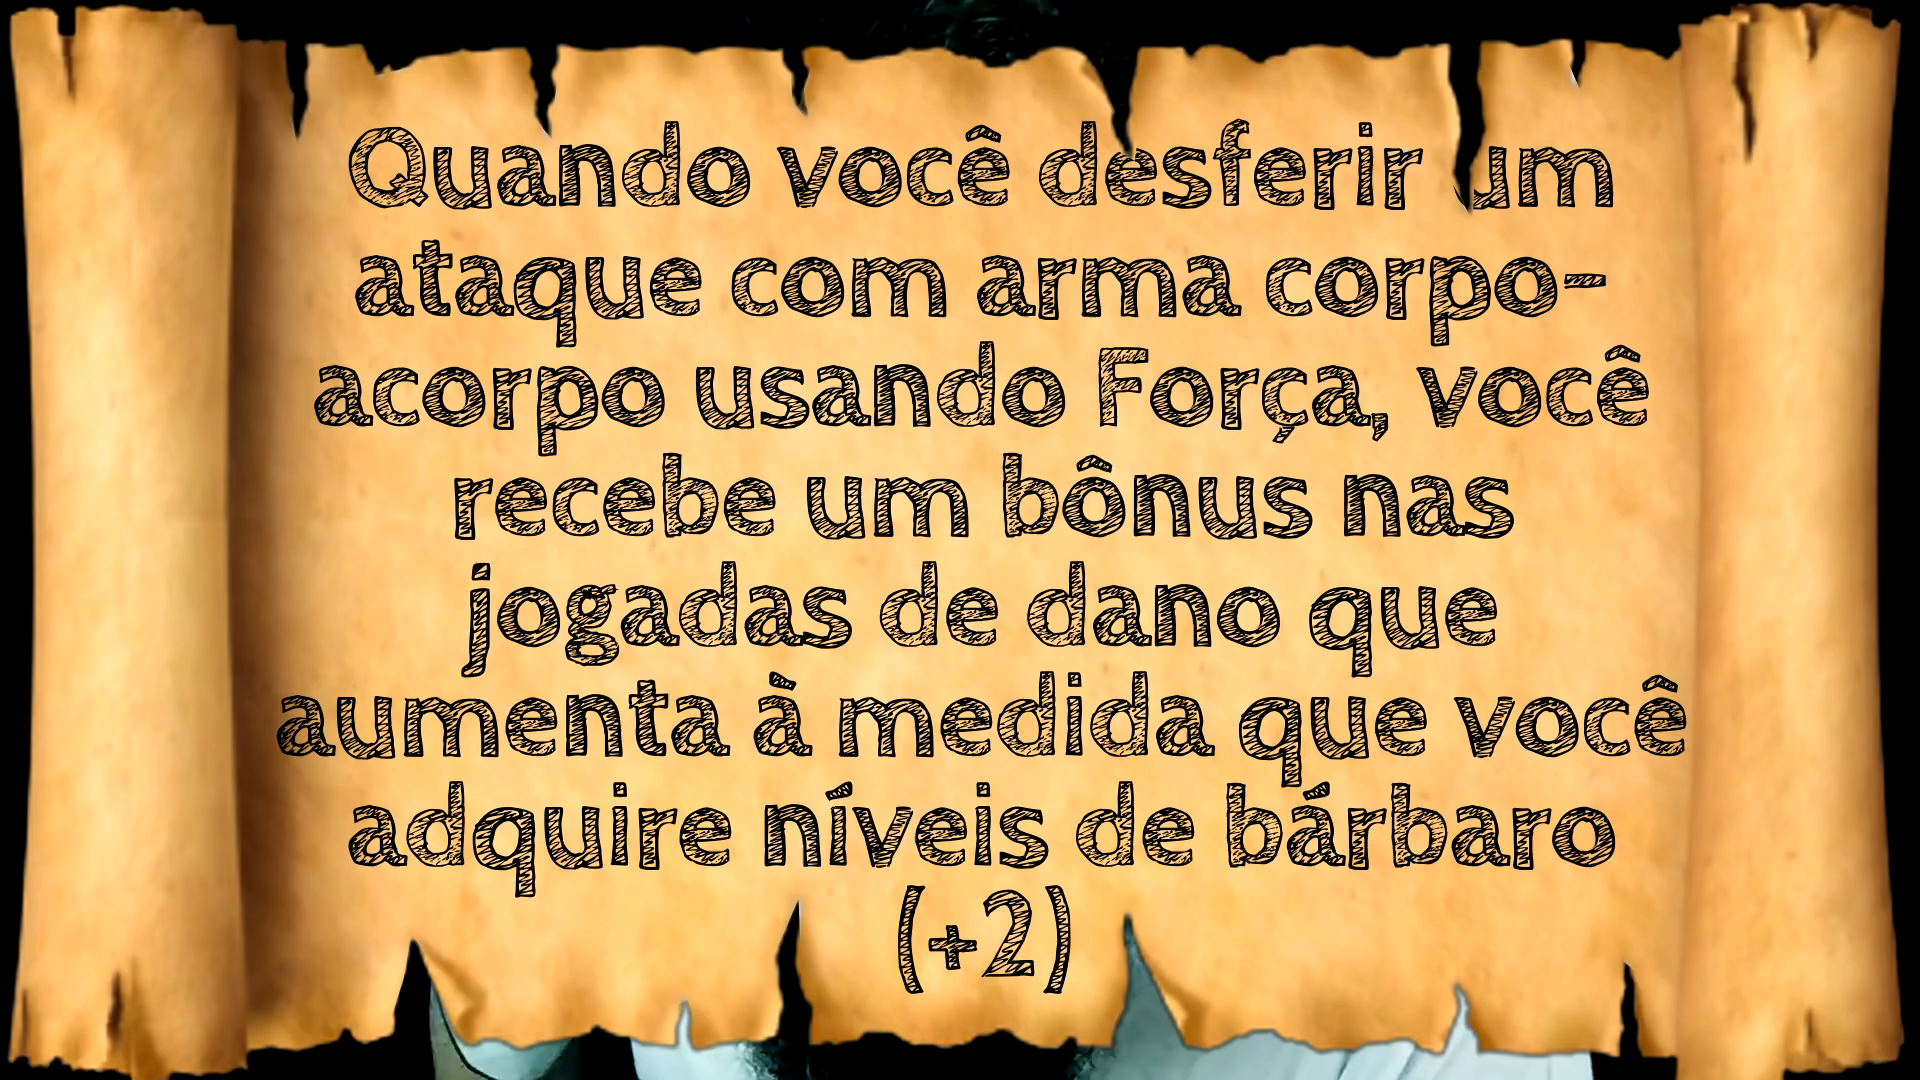 Quando você desferir um
ataque com arma corpo-
acorpo usando Força, você
recebe um bônus nas
jogadas de dano que
aumenta à medida que você
adquire níveis de bárbaro
(+2)